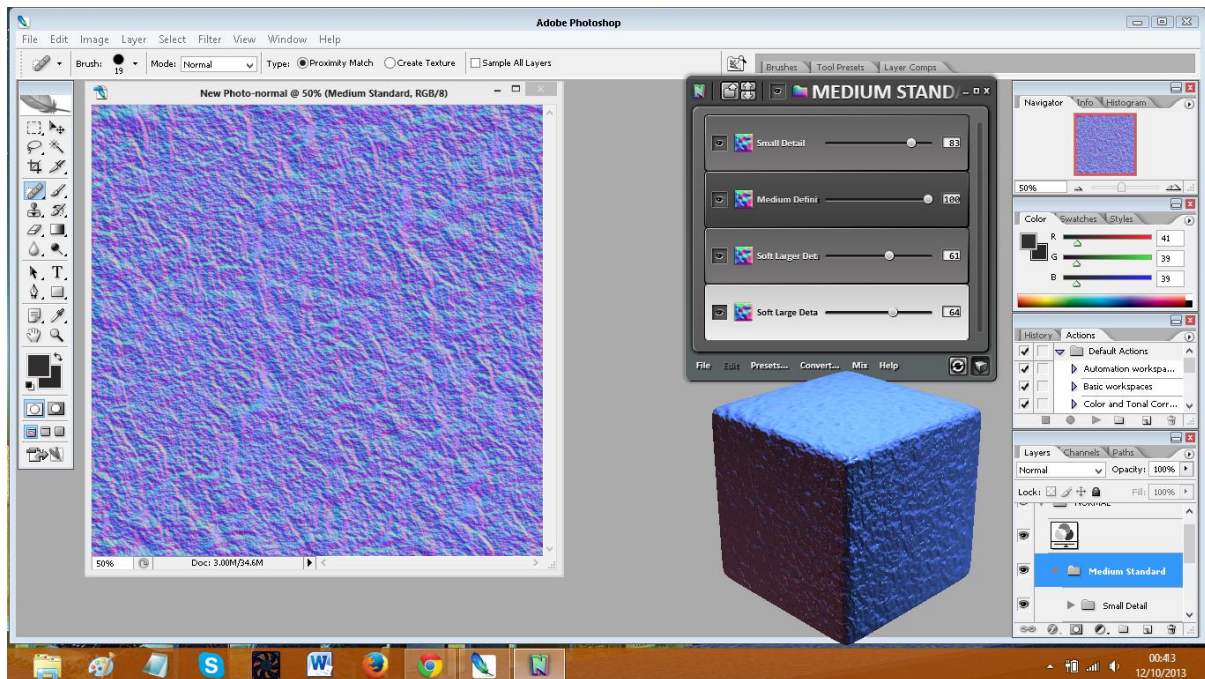 Adobe Photoshop
File Edit Image Layer Select Filter View Window Help
Brush: 19 Mode: Normal Type: Proximity Match Create Texture Sample All Layers
Brushes Tool Presets Layer Comps
New Photo-normal @ 50% (Medium Standard, RGB/8)
50% Doc: 3.00M/34.6M
MEDIUM STAND
Small Detail 83
Medium Defini 100
Soft Larger Det 61
Soft Large Deta 64
File Edit Presets... Convert... Mix Help
Navigator Info Histogram
50%
Color Swatches Styles
R 41
G 39
B 39
History Actions
Default Actions
Automation workspa...
Basic workspaces
Color and Tonal Corr...
Layers Channels Paths
Normal Opacity: 100%
Lock: Fill: 100%
NORMAL
Medium Standard
Small Detail
00:43
12/10/2013